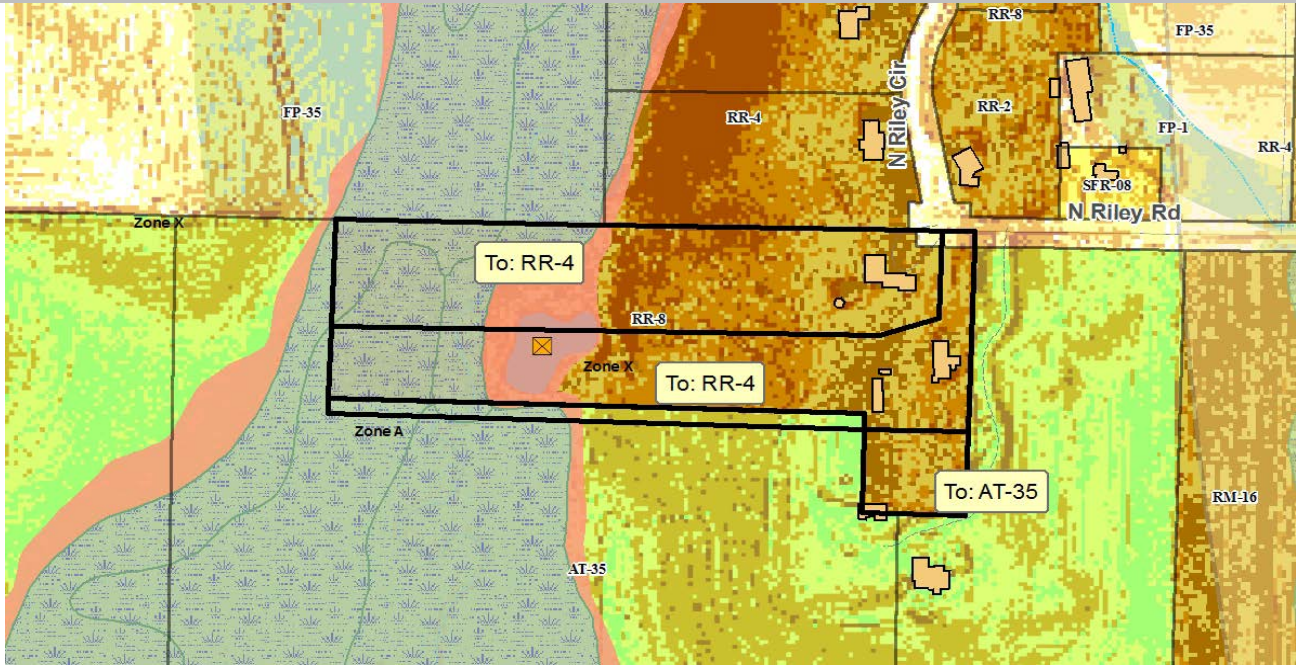 RR-8
FP-35
N Riley Cir
RR-2
FP-35
RR-4
FP-1
RR-4
SFR-08
N Riley Rd
Zone X
To: RR-4
RR-8
Zone X
To: RR-4
Zone A
To: AT-35
RM-16
AT-35